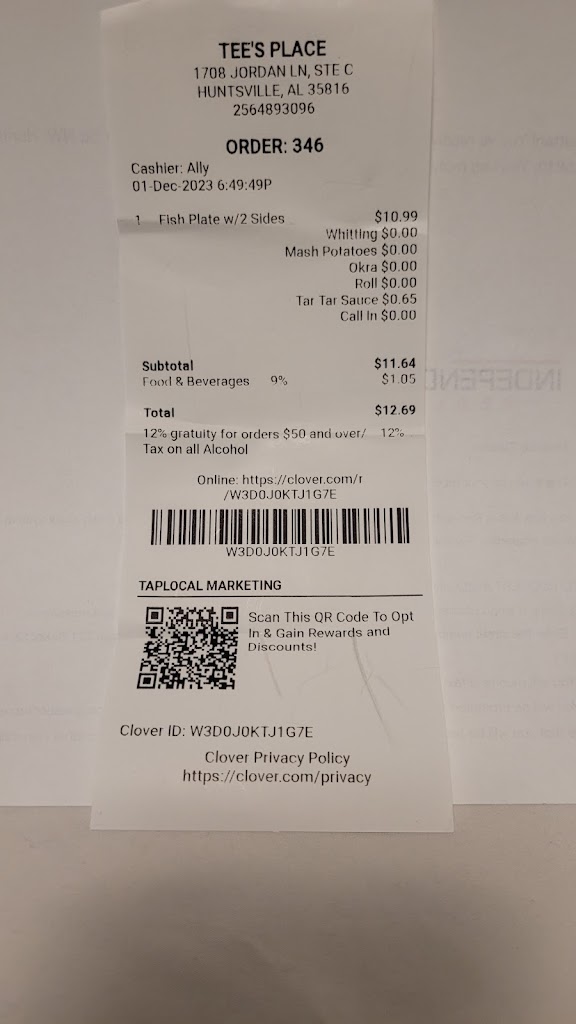 TEE'S PLACE
1708 JORDAN LN, STE C
HUNTSVILLE, AL 35816
2564893096
ORDER: 346
Cashier: Ally
01-Dec-2023 6:49:49P
1 Fish Plate w/2 Sides $10.99
Whitting $0.00
Mash Potatoes $0.00
Okra $0.00
Roll $0.00
Tar Tar Sauce $0.65
Call In $0.00
Subtotal $11.64
Food & Beverages 9% $1.05
Total $12.69
12% gratuity for orders $50 and over/ 12%
Tax on all Alcohol
Online: https://clover.com/r
/W3D0J0KTJ1G7E
W3D0J0KTJ1G7E
TAPLOCAL MARKETING
Scan This QR Code To Opt
In & Gain Rewards and
Discounts!
Clover ID: W3D0J0KTJ1G7E
Clover Privacy Policy
https://clover.com/privacy
INDEPEND